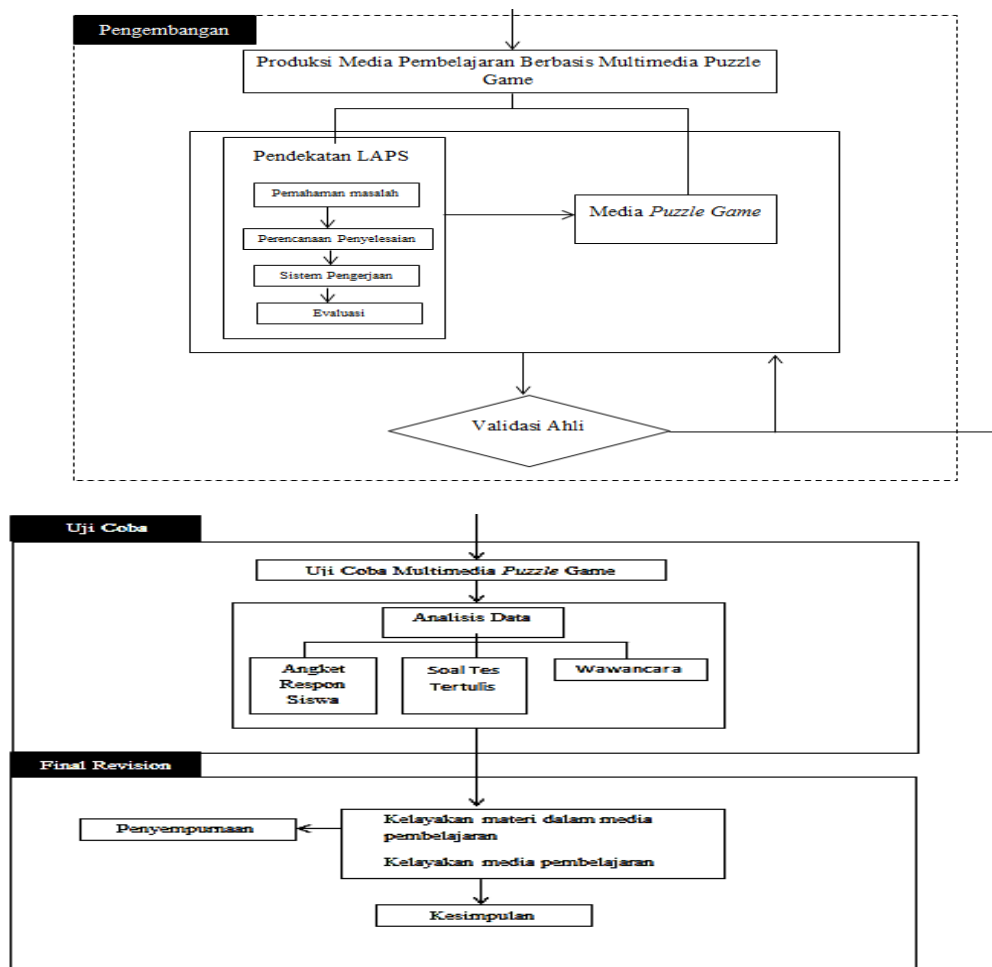 Pengembangan
Produksi Media Pembelajaran Berbasis Multimedia Puzzle
Game
Pendekatan LAPS
Pemahaman masalah
Perencanaan Penyelesaian
Sistem Pengerjaan
Evaluasi
Media Puzzle Game
Validasi Ahli
Uji Coba
Uji Coba Multimedia Puzzle Game
Analisis Data
Angket
Respon
Siswa
Soal Tes
Tertulis
Wawancara
Final Revision
Penyempurnaan
Kelayakan materi dalam media
pembelajaran
Kelayakan media pembelajaran
Kesimpulan